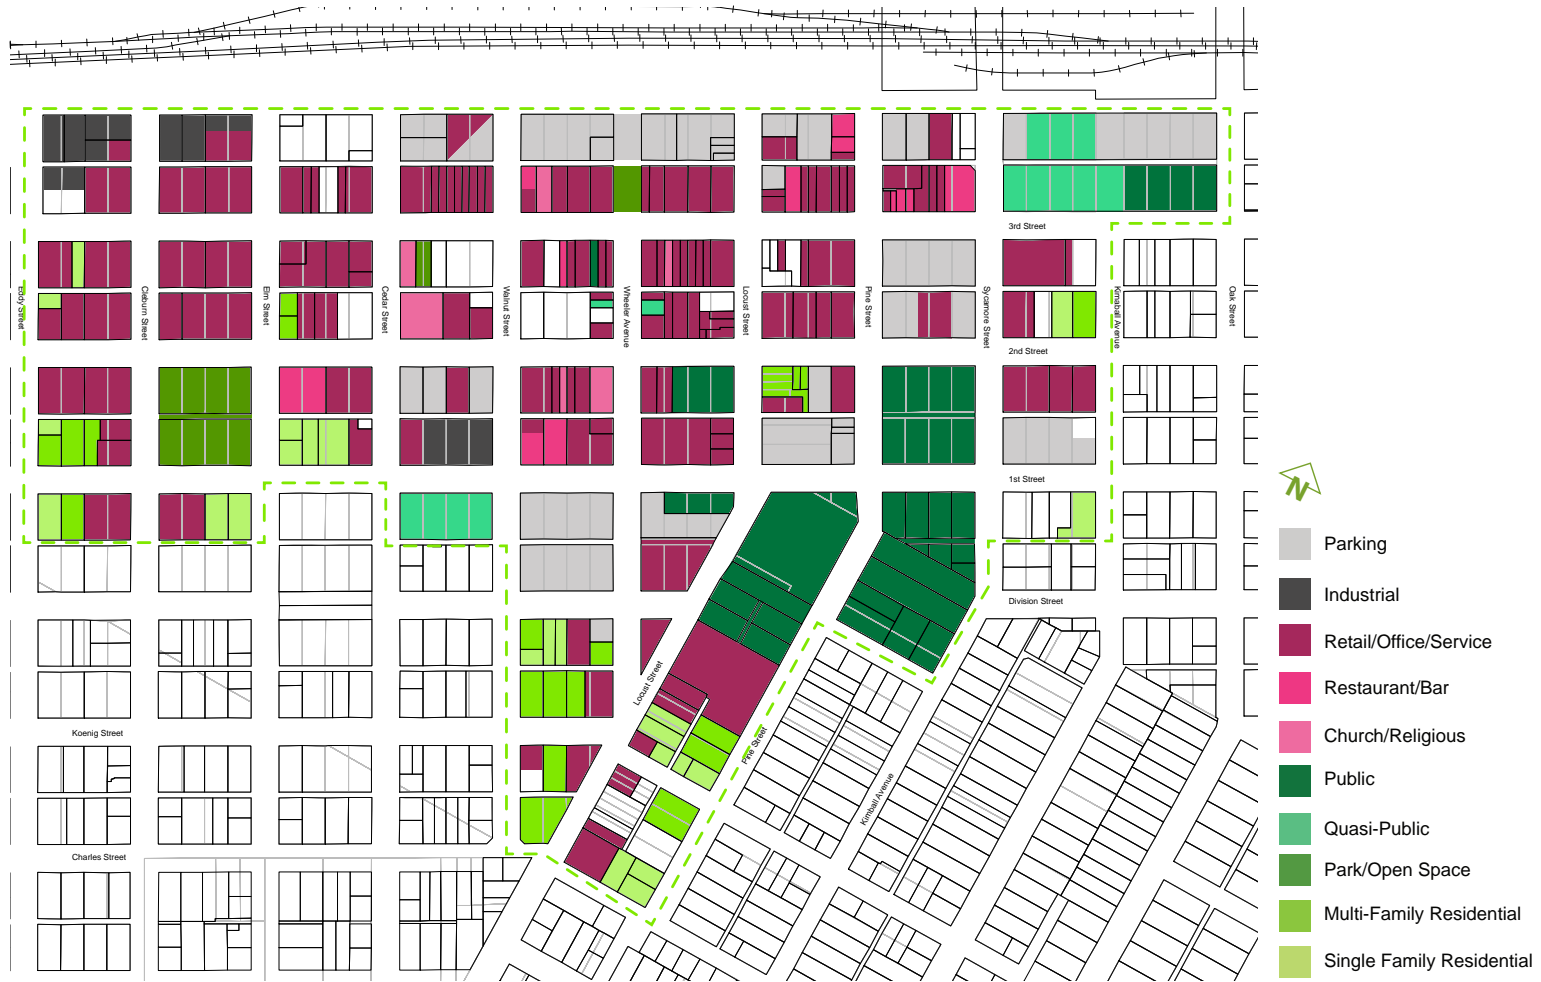 3rd Street
Eddy Street
Cleburn Street
Elm Street
Cedar Street
Walnut Street
Wheeler Avenue
Locust Street
Pine Street
Sycamore Street
Kimball Avenue
Oak Street
2nd Street
1st Street
N
Parking
Industrial
Division Street
Retail/Office/Service
Locust Street
Restaurant/Bar
Koenig Street
Pine Street
Church/Religious
Public
Kimball Avenue
Quasi-Public
Charles Street
Park/Open Space
Multi-Family Residential
Single Family Residential